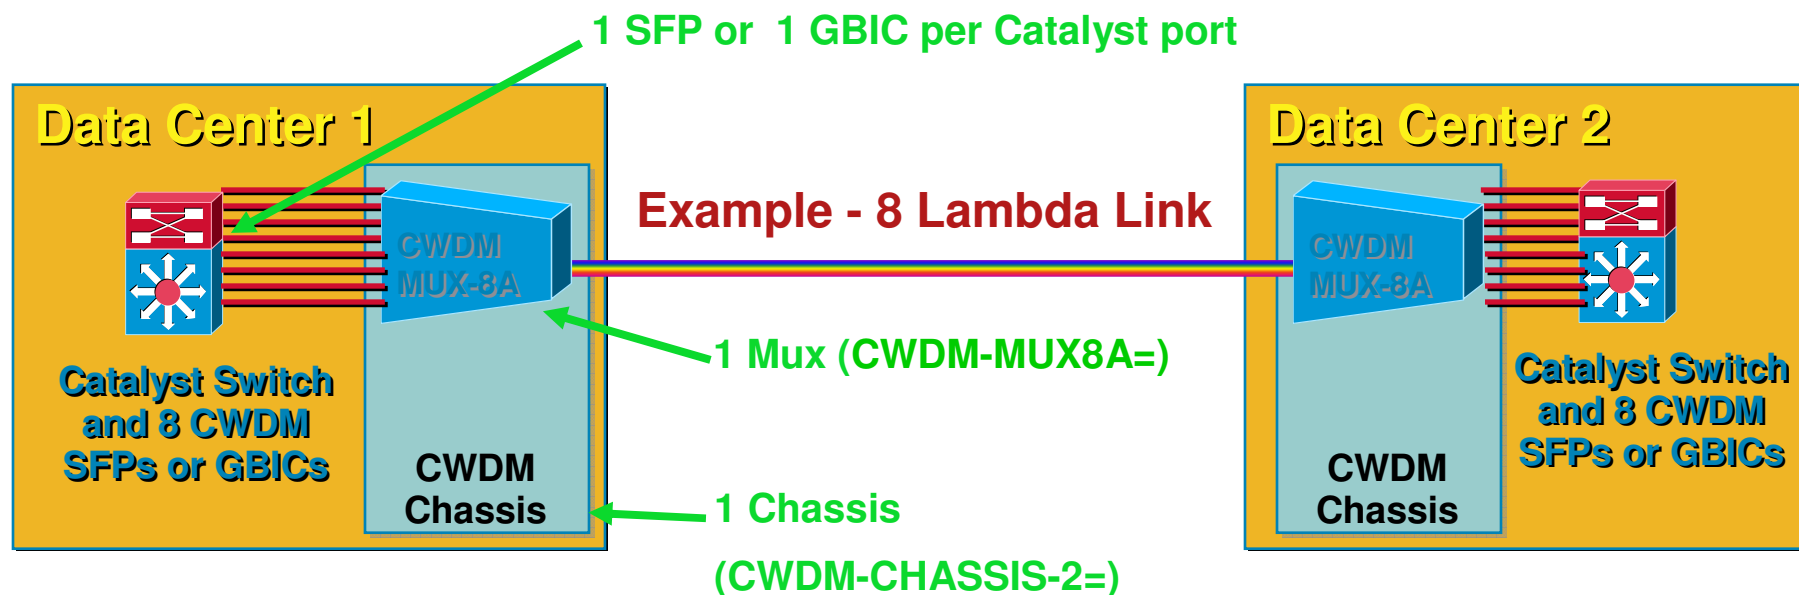 1 SFP or 1 GBIC per Catalyst port
Data Center 1
CWDM
MUX-8A
Catalyst Switch
and 8 CWDM
SFPs or GBICs
CWDM
Chassis
Example - 8 Lambda Link
1 Mux (CWDM-MUX8A=)
1 Chassis
(CWDM-CHASSIS-2=)
Data Center 2
CWDM
MUX-8A
CWDM
Chassis
Catalyst Switch
and 8 CWDM
SFPs or GBICs